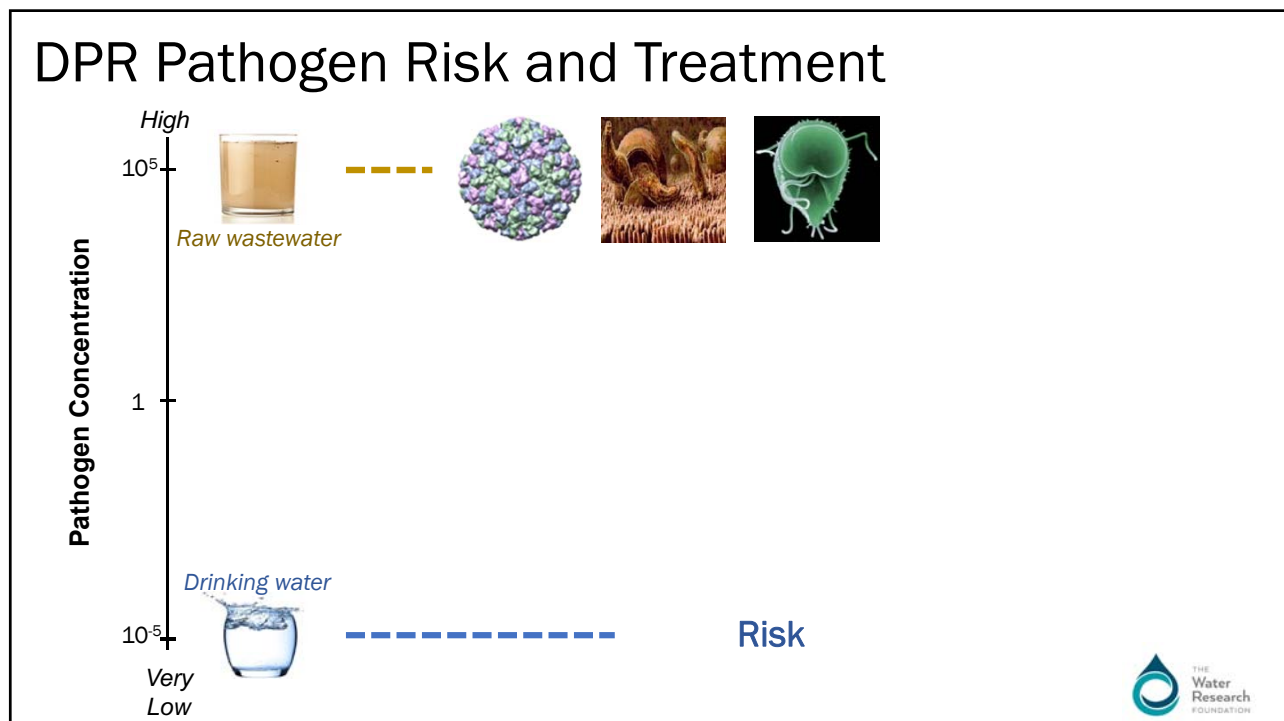 DPR Pathogen Risk and Treatment
High
10⁵
Raw wastewater
Pathogen Concentration
1
Drinking water
10⁻⁵
Risk
Very
Low
THE
Water
Research
FOUNDATION